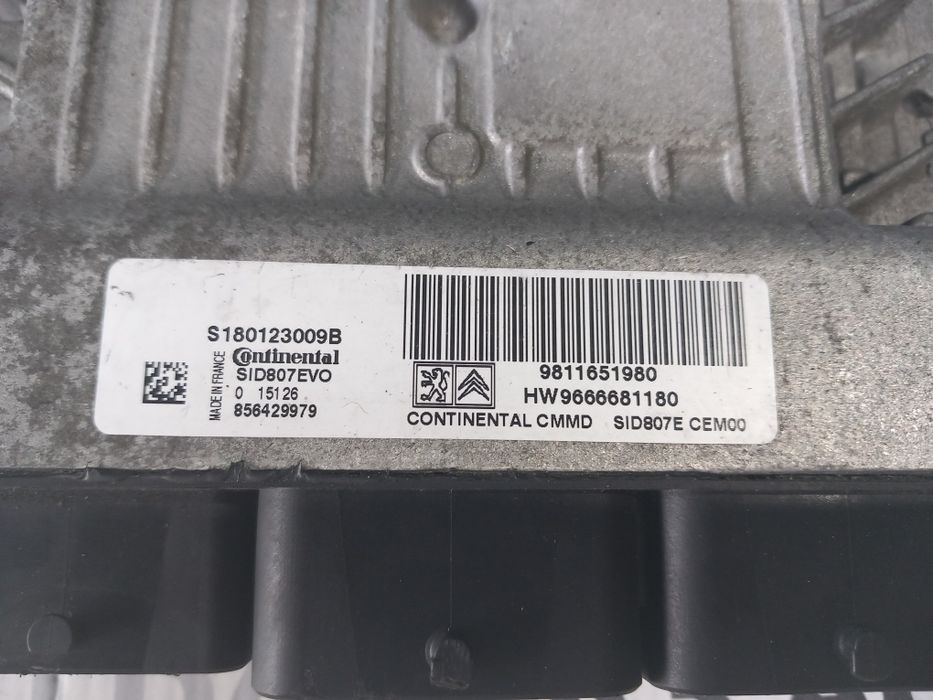 S180123009B
Continental
SID807EVO
0 15126
856429979
MADE IN FRANCE
9811651980
HW9666681180
CONTINENTAL CMMD SID807E CEM00